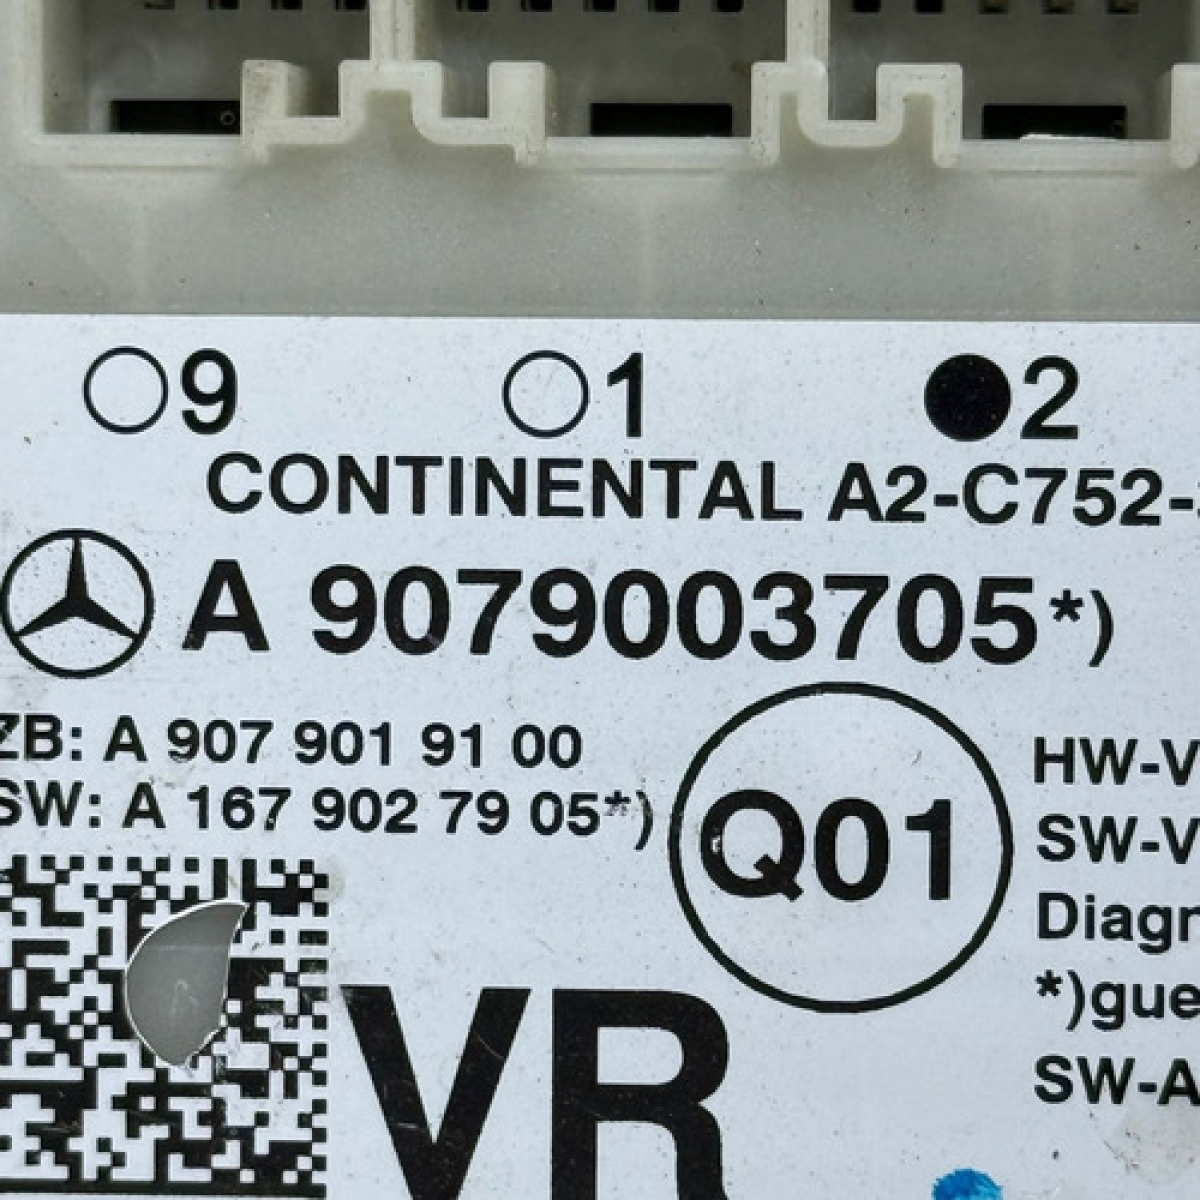 9 1 2
CONTINENTAL A2-C752-
A 9079003705*)
ZB: A 907 901 91 00
SW: A 167 902 79 05*)
Q01
HW-V
SW-V
Diagn
*)gue
SW-A
VR